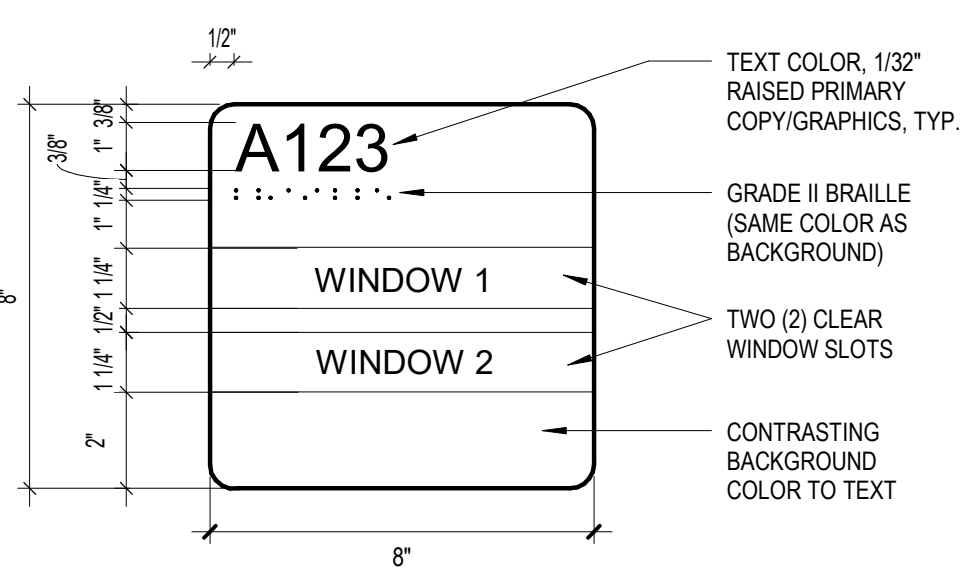 1/2"
3/8"
1"
3/8"
1/4"
1"
1 1/4"
1/2"
1 1/4"
2"
8"
A123
WINDOW 1
WINDOW 2
8"
TEXT COLOR, 1/32"
RAISED PRIMARY
COPY/GRAPHICS, TYP.
GRADE II BRAILLE
(SAME COLOR AS
BACKGROUND)
TWO (2) CLEAR
WINDOW SLOTS
CONTRASTING
BACKGROUND
COLOR TO TEXT